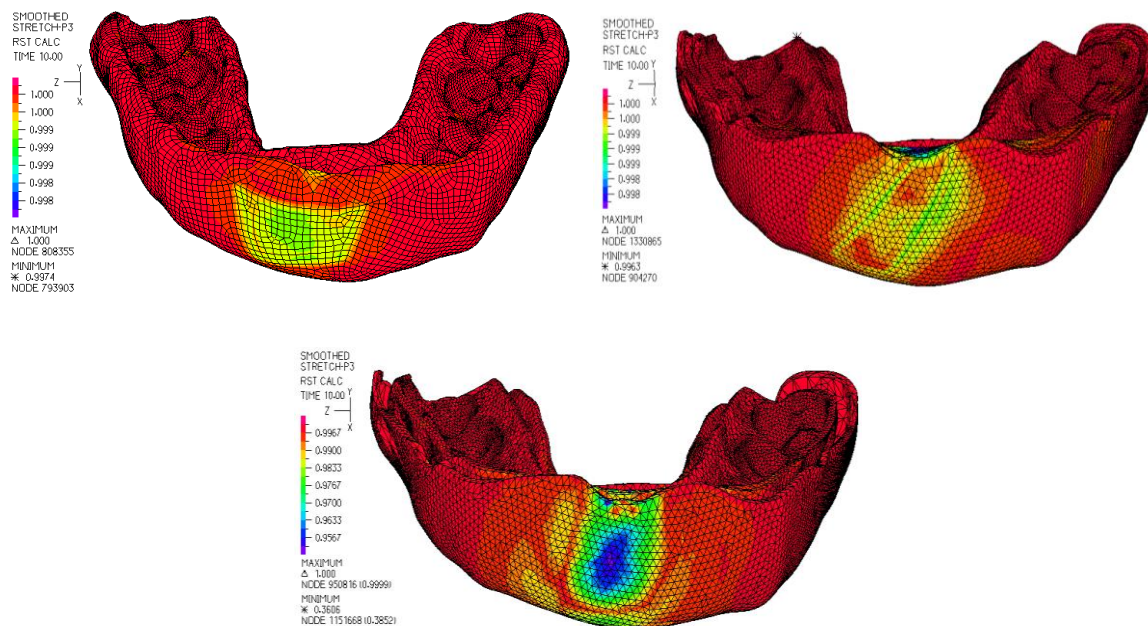 SMOOTHED
STRETCH-P3
RST CALC
TIME 10.00
Z Y X
1.000
1.000
0.999
0.999
0.999
0.998
0.998
MAXIMUM
Δ 1.000
NODE 808355
MINIMUM
* 0.9974
NODE 793903
SMOOTHED
STRETCH-P3
RST CALC
TIME 10.00
Z Y X
1.000
1.000
0.999
0.999
0.999
0.998
0.998
MAXIMUM
Δ 1.000
NODE 1330865
MINIMUM
* 0.9963
NODE 904270
SMOOTHED
STRETCH-P3
RST CALC
TIME 10.00
Z Y X
0.9967
0.9900
0.9833
0.9767
0.9700
0.9633
0.9567
MAXIMUM
Δ 1.000
NODE 950816 (0.9999)
MINIMUM
* 0.3606
NODE 1151668 (0.3852)